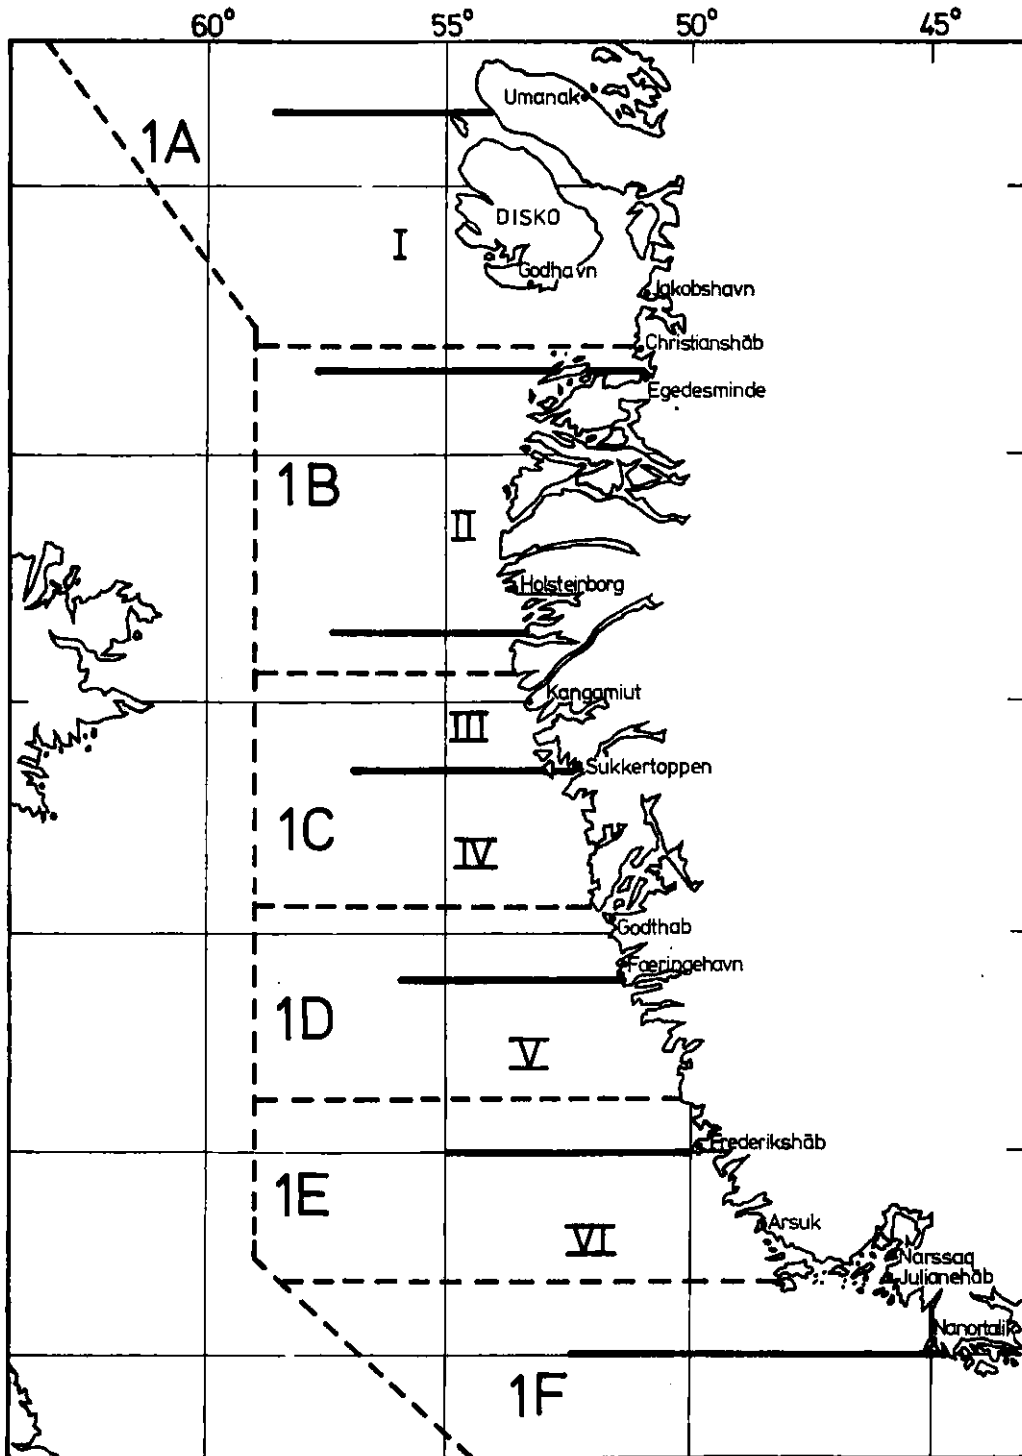 60° 55° 50° 45°
Umanak
1A
DISKO
I
Godhavn
Jakobshavn
Christianshåb
Egedesminde
1B
II
Holsteinborg
Kangamiut
III
Sukkertoppen
1C
IV
Godthab
Færingehavn
1D
V
Frederikshåb
1E
Arsuk
VI
Narssaq
Julianehåb
Nanortalik
1F